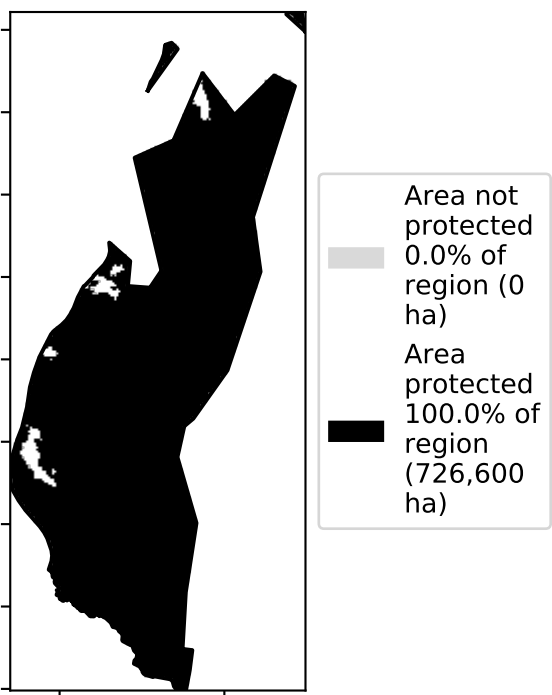 Area not
protected
0.0% of
region (0
ha)
Area
protected
100.0% of
region
(726,600
ha)